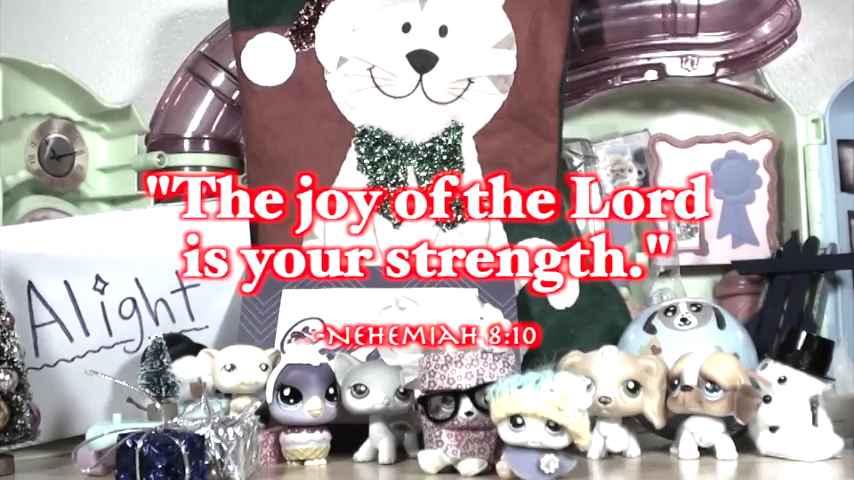 "The joy of the Lord
is your strength."
-NEHEMIAH 8:10
Alight